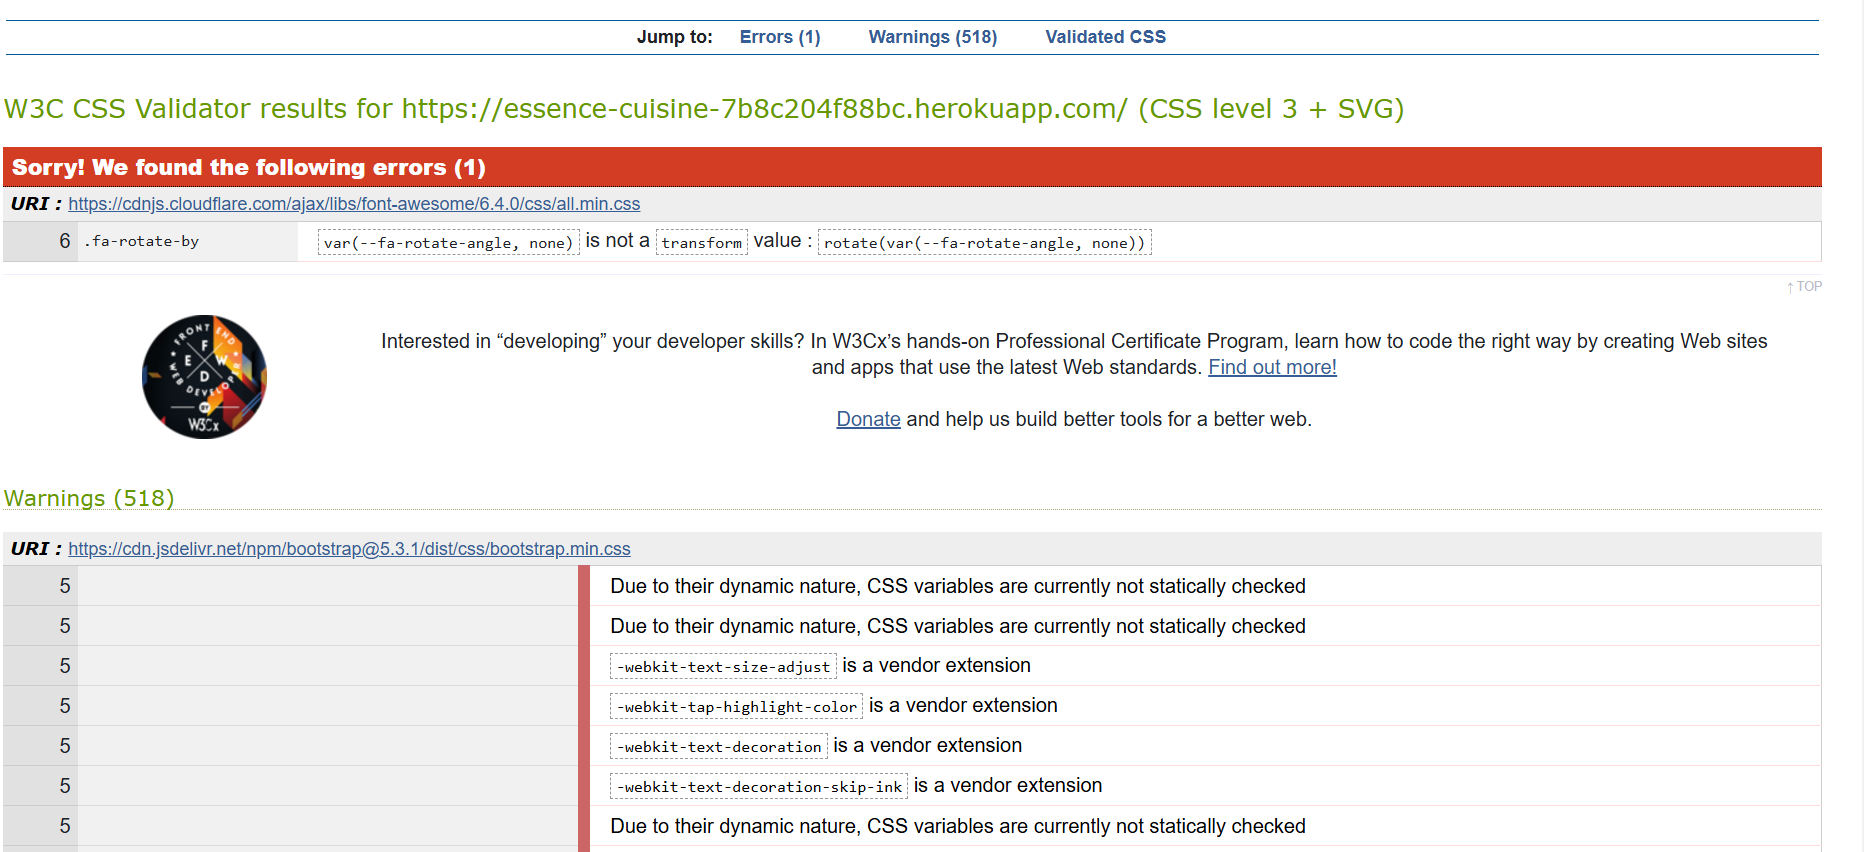 Jump to: Errors (1) Warnings (518) Validated CSS
W3C CSS Validator results for https://essence-cuisine-7b8c204f88bc.herokuapp.com/ (CSS level 3 + SVG)
Sorry! We found the following errors (1)
URI : https://cdnjs.cloudflare.com/ajax/libs/font-awesome/6.4.0/css/all.min.css
6 .fa-rotate-by var(--fa-rotate-angle, none) is not a transform value : rotate(var(--fa-rotate-angle, none))
↑ TOP
FRONT END
WEB DEVELOPER
F
E W
D
BY
W3Cx
Interested in “developing” your developer skills? In W3Cx’s hands-on Professional Certificate Program, learn how to code the right way by creating Web sites
and apps that use the latest Web standards. Find out more!
Donate and help us build better tools for a better web.
Warnings (518)
URI : https://cdn.jsdelivr.net/npm/bootstrap@5.3.1/dist/css/bootstrap.min.css
5 Due to their dynamic nature, CSS variables are currently not statically checked
5 Due to their dynamic nature, CSS variables are currently not statically checked
5 -webkit-text-size-adjust is a vendor extension
5 -webkit-tap-highlight-color is a vendor extension
5 -webkit-text-decoration is a vendor extension
5 -webkit-text-decoration-skip-ink is a vendor extension
5 Due to their dynamic nature, CSS variables are currently not statically checked